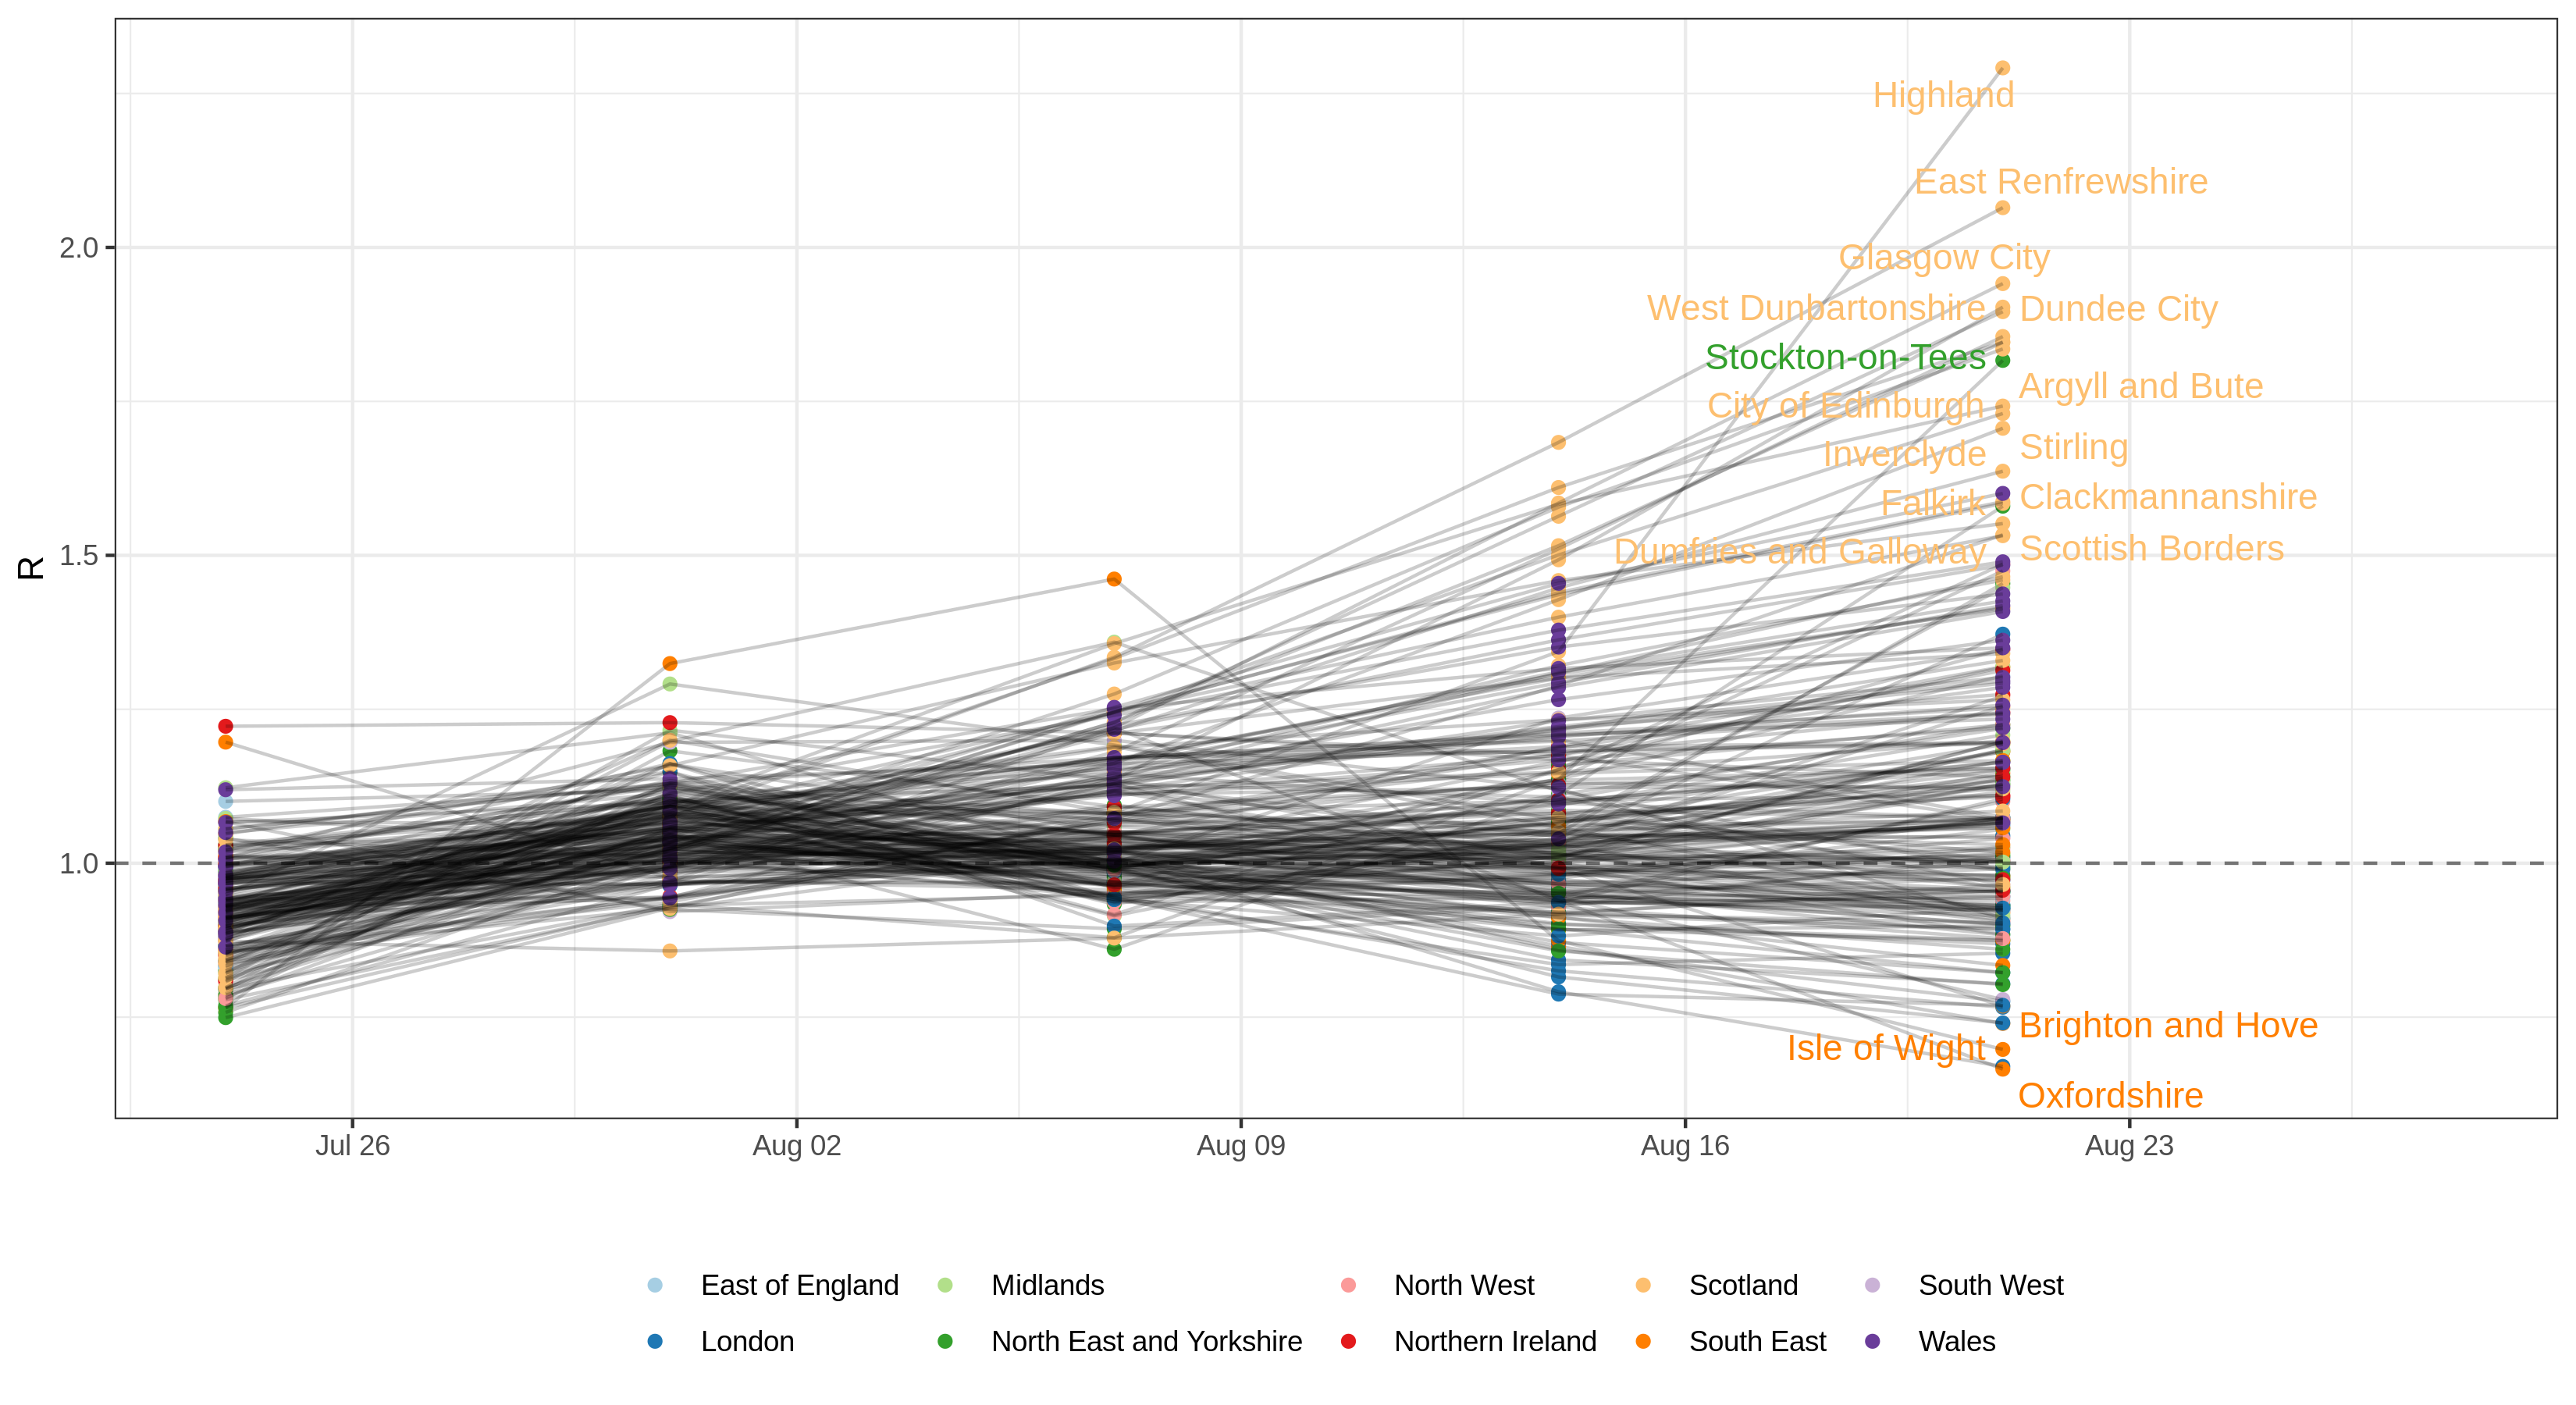 Highland
East Renfrewshire
2.0
Glasgow City
West Dunbartonshire
Dundee City
Stockton-on-Tees
Argyll and Bute
City of Edinburgh
Inverclyde
Stirling
Falkirk
Clackmannanshire
R
1.5
Dumfries and Galloway
Scottish Borders
1.0
Brighton and Hove
Isle of Wight
Oxfordshire
Jul 26
Aug 02
Aug 09
Aug 16
Aug 23
East of England
Midlands
North West
Scotland
South West
London
North East and Yorkshire
Northern Ireland
South East
Wales